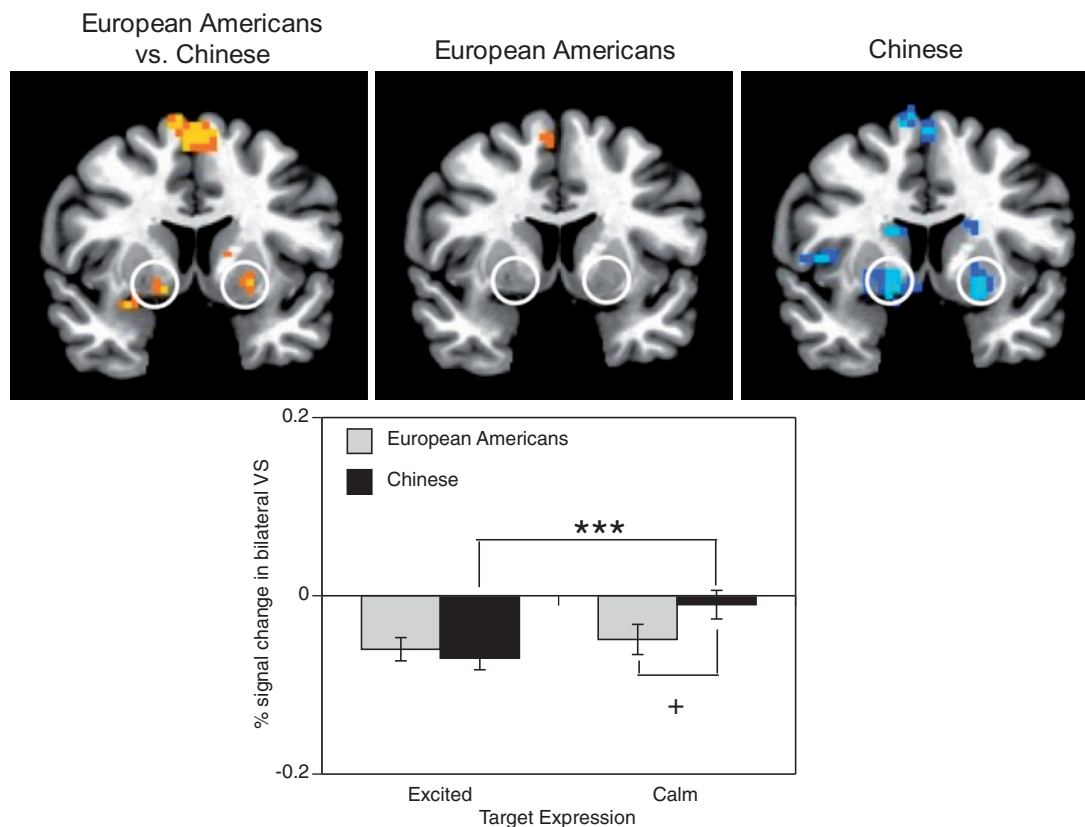 European Americans
vs. Chinese
European Americans
Chinese
0.2
European Americans
Chinese
***
% signal change in bilateral VS
0
+
-0.2
Excited
Calm
Target Expression